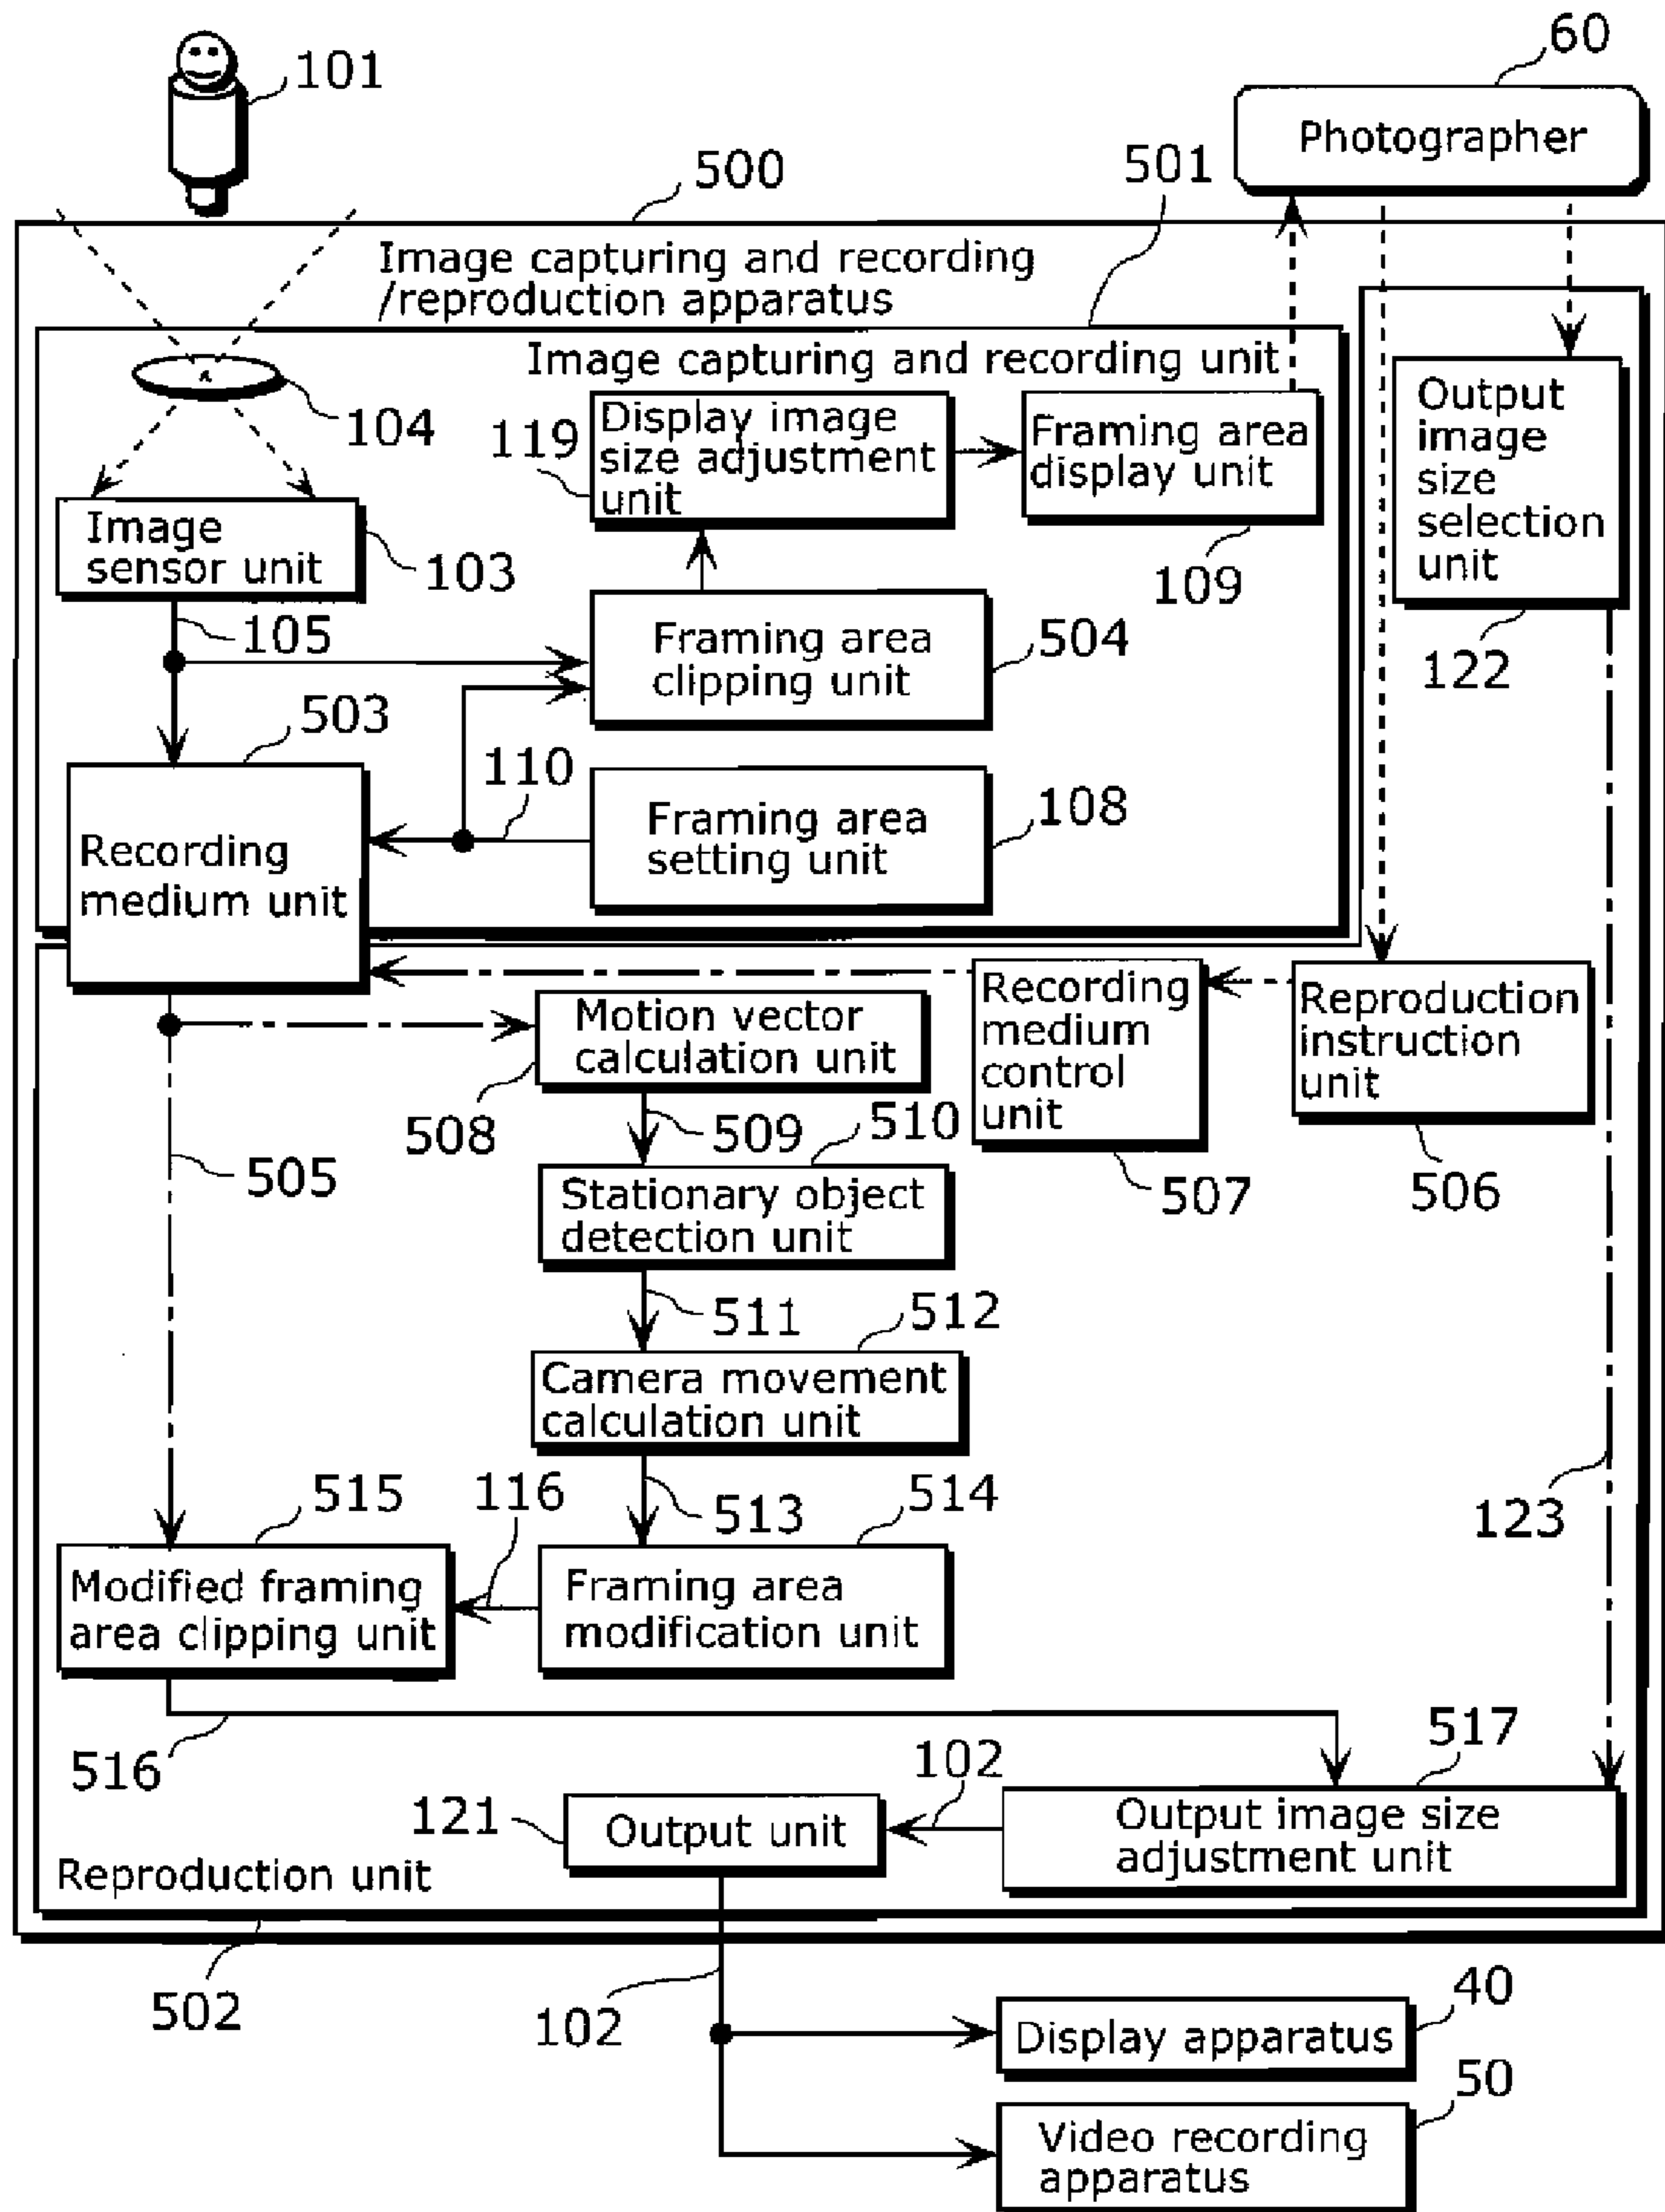 60
101
Photographer
500
501
Image capturing and recording
/reproduction apparatus
Image capturing and recording unit
104
119
Display image
size adjustment
unit
Framing area
display unit
109
Output
image
size
selection
unit
122
Image
sensor unit
103
105
Framing area
clipping unit
504
503
110
Recording
medium unit
Framing area
setting unit
108
Motion vector
calculation unit
508
Recording
medium
control
unit
507
Reproduction
instruction
unit
506
509
510
505
Stationary object
detection unit
511
512
Camera movement
calculation unit
515
116
513
514
123
Modified framing
area clipping unit
Framing area
modification unit
516
517
102
121
Output unit
Output image size
adjustment unit
Reproduction unit
502
102
40
Display apparatus
50
Video recording
apparatus